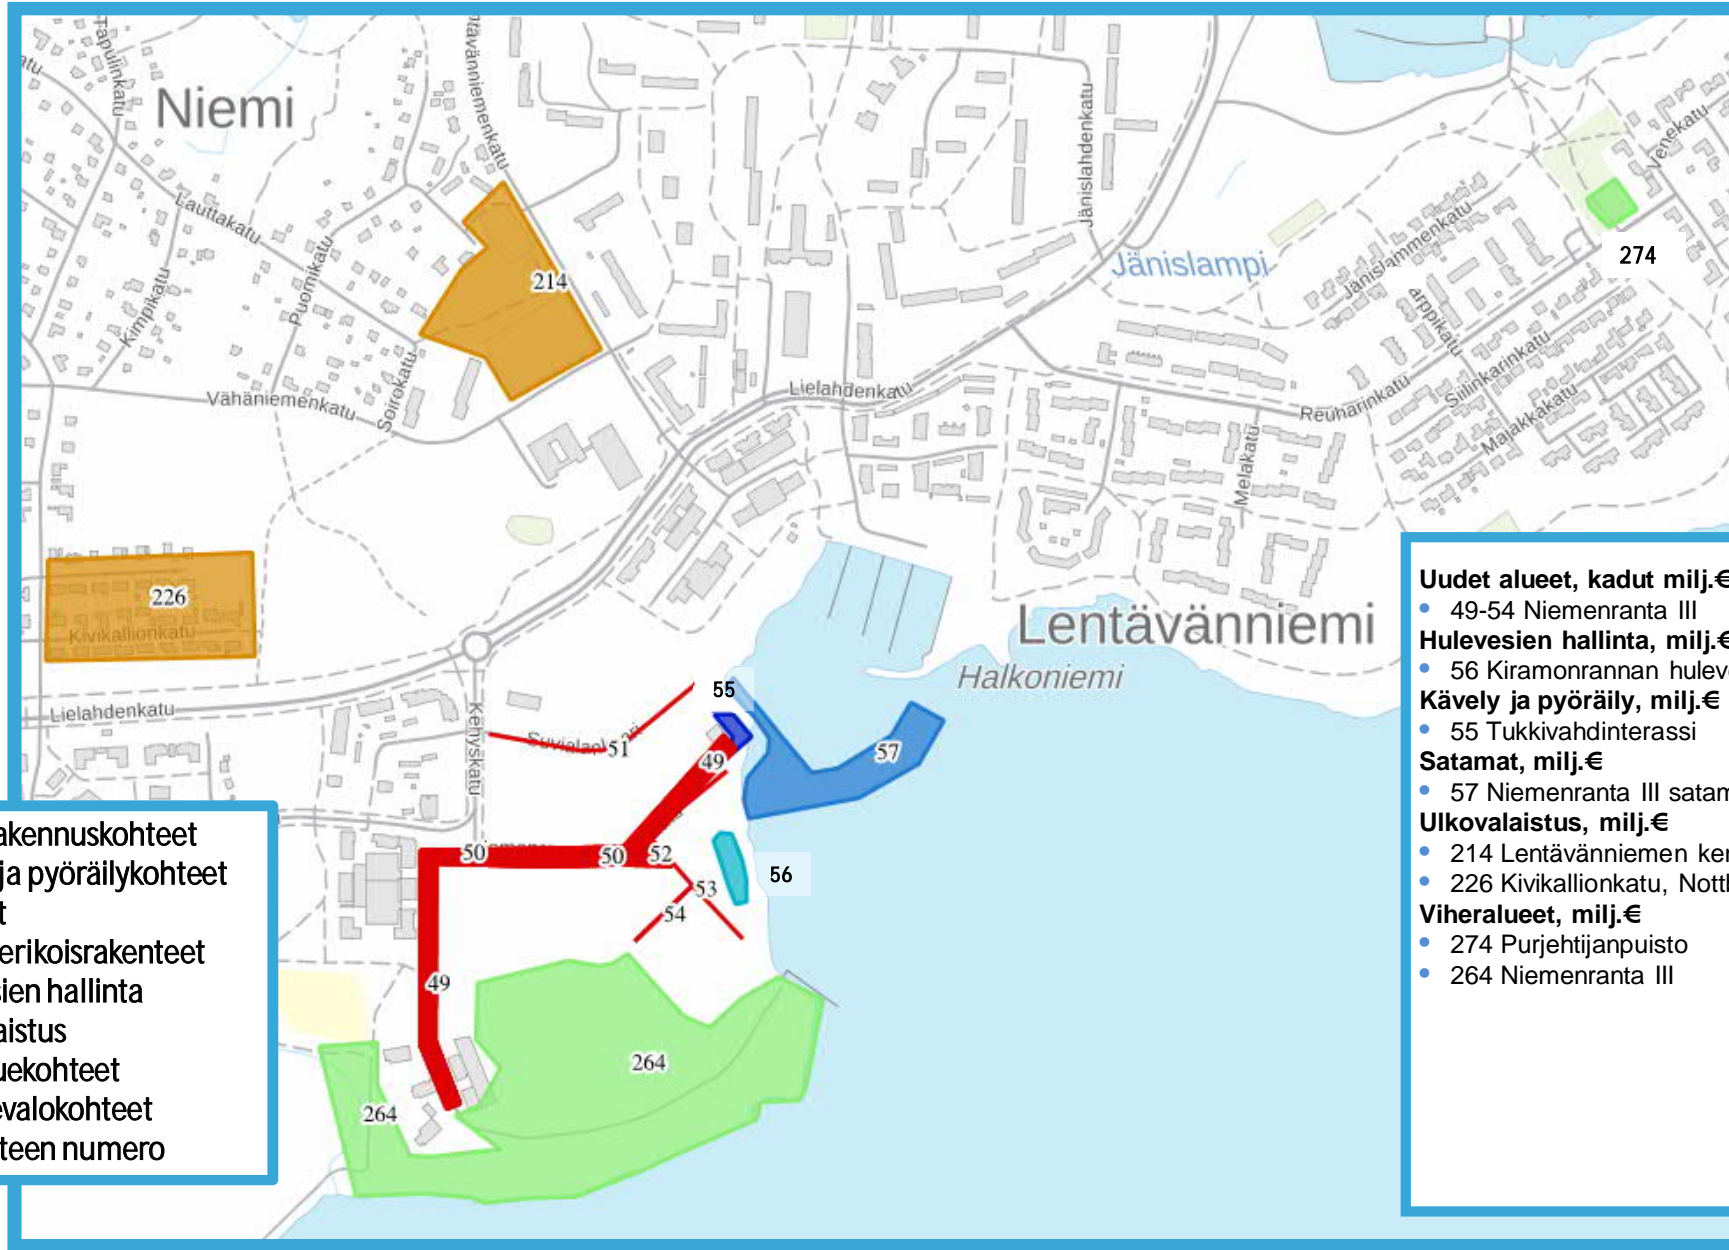 Niemi
Tapulinkatu
ntävänniemenkatu
Lauttakatu
Puomikatu
Kimpikatu
Soirokatu
Vähäniemenkatu
214
Jänislahdenkatu
Jänislampi
Jänislammenkatu
Venekatu
274
arppikatu
Siilinkarinkatu
Reuharinkatu
Majakkakatu
Melakatu
Lielahdenkatu
226
Kivikallionkatu
Lentävänniemi
Halkoniemi
Lielahdenkatu
Kehyskatu
55
51
49
57
50
50
52
53
54
56
49
264
264
akennuskohteet
ja pyöräilykohteet
t
erikoisrakenteet
sien hallinta
aistus
uekohteet
evalokohteet
teen numero
Uudet alueet, kadut milj.€
• 49-54 Niemenranta III
Hulevesien hallinta, milj.€
• 56 Kiramonrannan huleve
Kävely ja pyöräily, milj.€
• 55 Tukkivahdinterassi
Satamat, milj.€
• 57 Niemenranta III satam
Ulkovalaistus, milj.€
• 214 Lentävänniemen ken
• 226 Kivikallionkatu, Notth
Viheralueet, milj.€
• 274 Purjehtijanpuisto
• 264 Niemenranta III